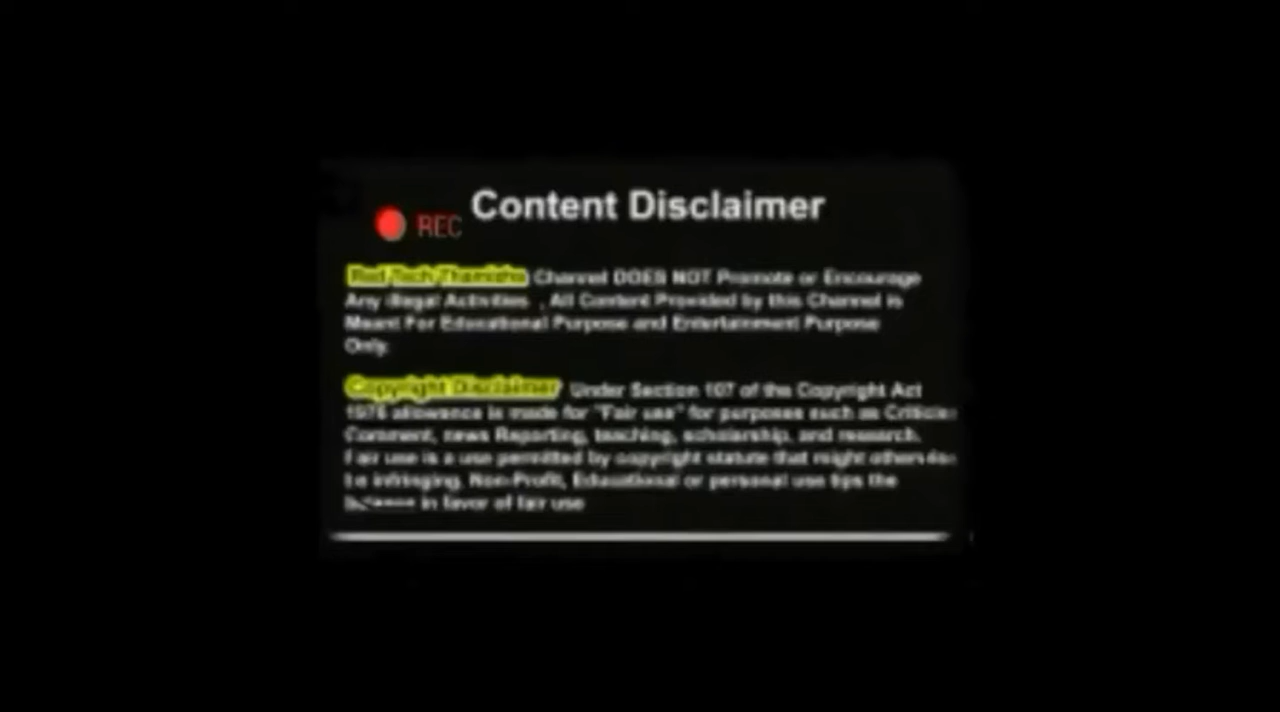 Content Disclaimer
REC
Channel DOES NOT Promote or Encourage
Any illegal Activities , All Content Provided by this Channel is
Meant For Educational Purpose and Entertainment Purpose
Only.
Copyright Disclaimer Under Section 107 of the Copyright Act
1976 allowance is made for "Fair use" for purposes such as
Comment, news Reporting, teaching, scholarship, and research.
Fair use is a use permitted by copyright statute that might
be infringing, Non-Profit, Educational or personal use tips the
balance in favor of fair use